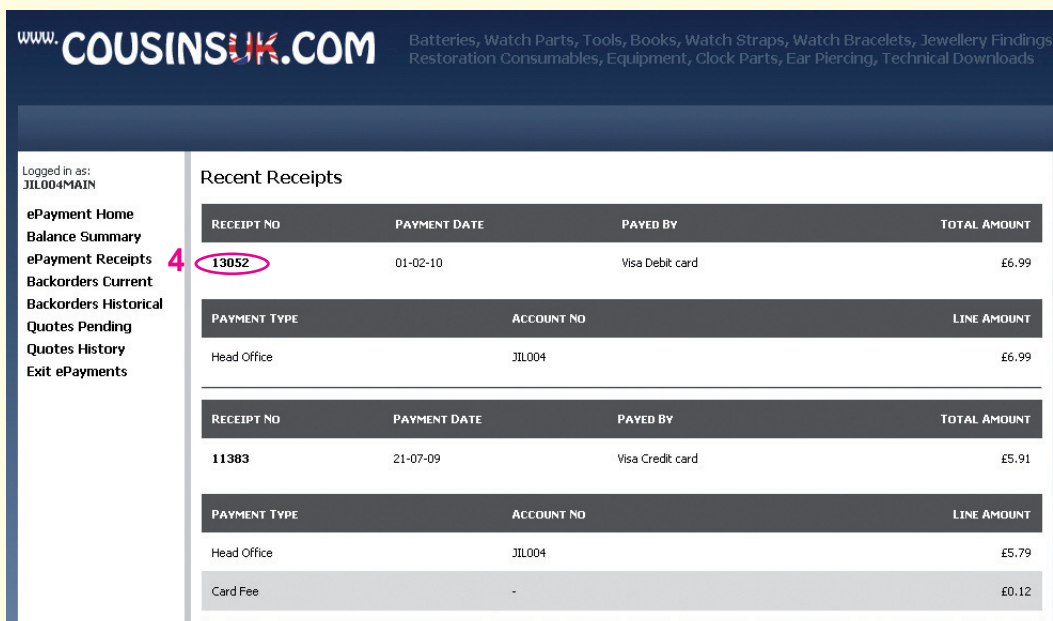 www.COUSINSUK.COM
Batteries, Watch Parts, Tools, Books, Watch Straps, Watch Bracelets, Jewellery Findings
Restoration Consumables, Equipment, Clock Parts, Ear Piercing, Technical Downloads
Logged in as:
JIL004MAIN
ePayment Home
Balance Summary
ePayment Receipts
Backorders Current
Backorders Historical
Quotes Pending
Quotes History
Exit ePayments
4
Recent Receipts
RECEIPT NO PAYMENT DATE PAYED BY TOTAL AMOUNT
13052 01-02-10 Visa Debit card £6.99
PAYMENT TYPE ACCOUNT NO LINE AMOUNT
Head Office JIL004 £6.99
RECEIPT NO PAYMENT DATE PAYED BY TOTAL AMOUNT
11383 21-07-09 Visa Credit card £5.91
PAYMENT TYPE ACCOUNT NO LINE AMOUNT
Head Office JIL004 £5.79
Card Fee - £0.12